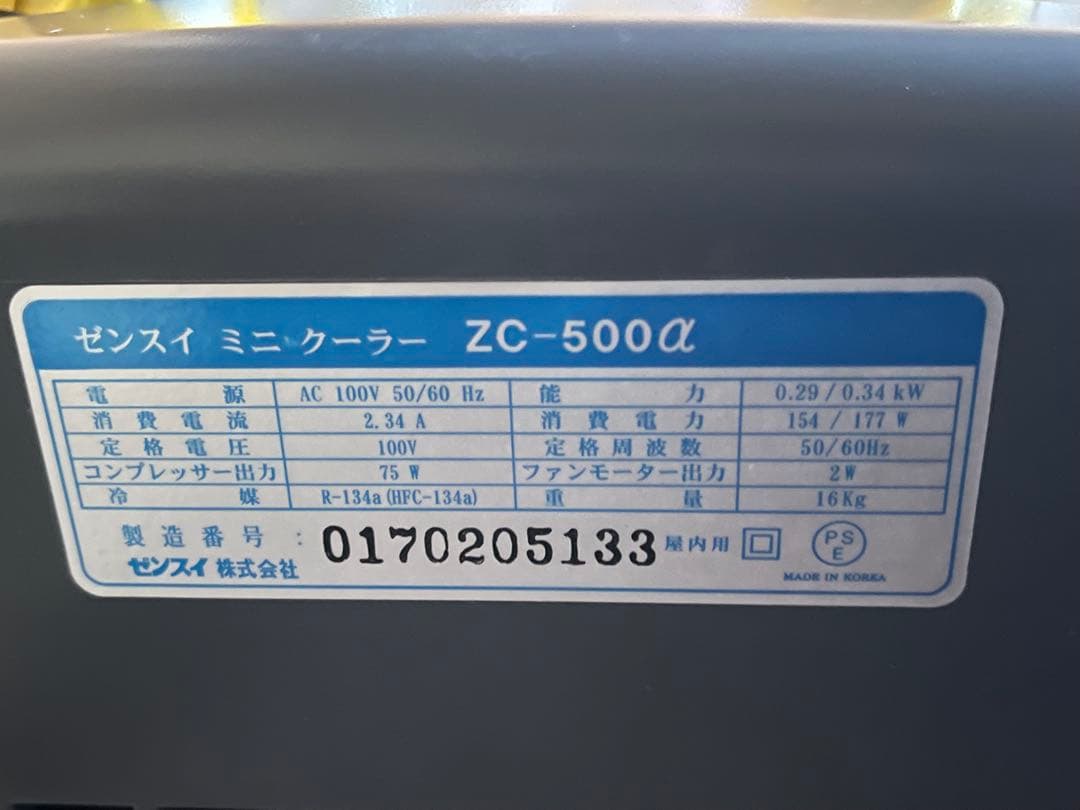 ゼンスイ ミニ クーラー ZC-500α
電源 AC 100V 50/60 Hz 能力 0.29 / 0.34 kW
消費電流 2.34 A 消費電力 154 / 177 W
定格電圧 100V 定格周波数 50/60Hz
コンプレッサー出力 75 W ファンモーター出力 2W
冷媒 R-134a (HFC-134a) 重量 16Kg
製造番号 : 0170205133 屋内用 PS E
ゼンスイ 株式会社 MADE IN KOREA